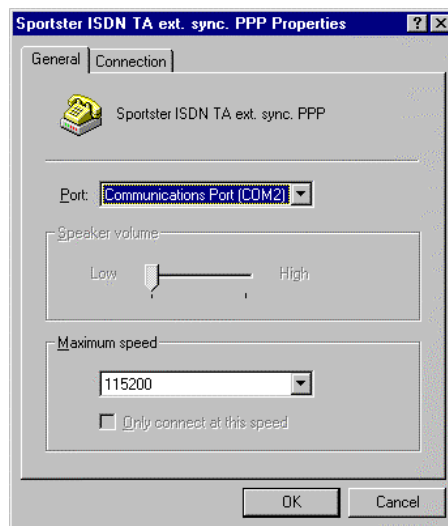 Sportster ISDN TA ext. sync. PPP Properties
General Connection
Sportster ISDN TA ext. sync. PPP
Port: Communications Port (COM2)
Speaker volume
Low High
Maximum speed
115200
Only connect at this speed
OK Cancel